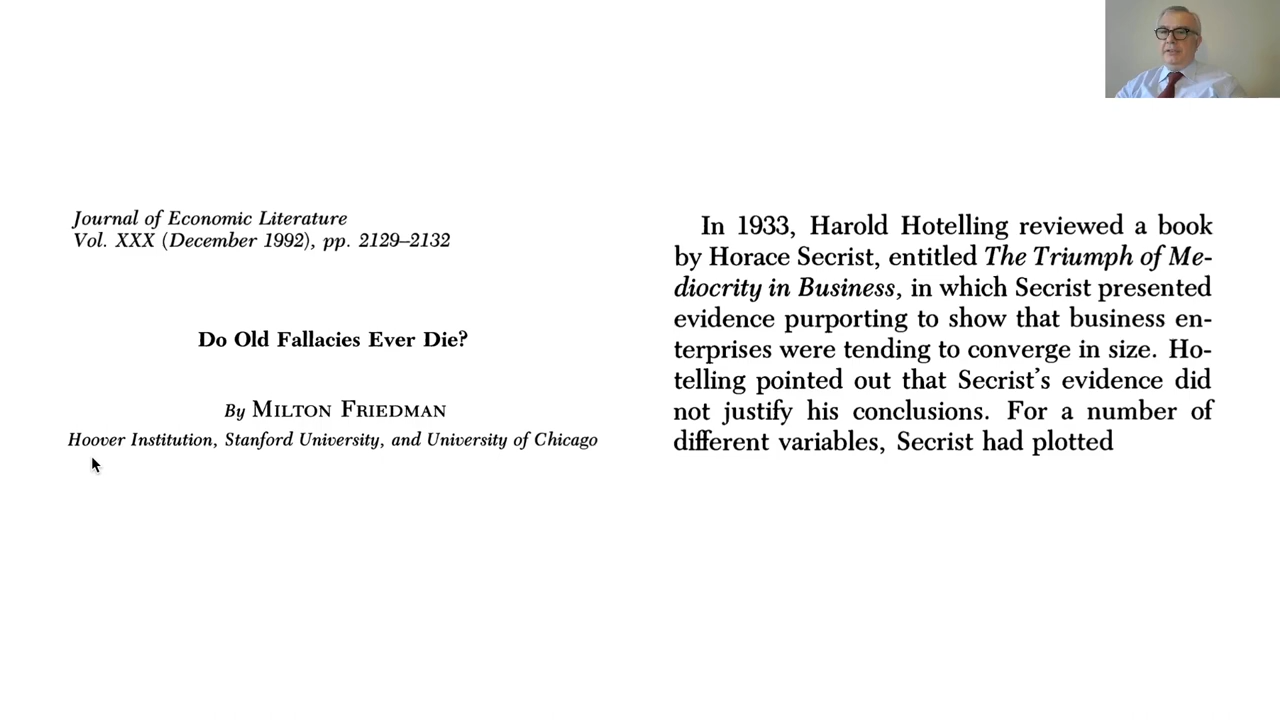 Journal of Economic Literature
Vol. XXX (December 1992), pp. 2129–2132
Do Old Fallacies Ever Die?
By MILTON FRIEDMAN
Hoover Institution, Stanford University, and University of Chicago
In 1933, Harold Hotelling reviewed a book
by Horace Secrist, entitled The Triumph of Me-
diocrity in Business, in which Secrist presented
evidence purporting to show that business en-
terprises were tending to converge in size. Ho-
telling pointed out that Secrist's evidence did
not justify his conclusions. For a number of
different variables, Secrist had plotted